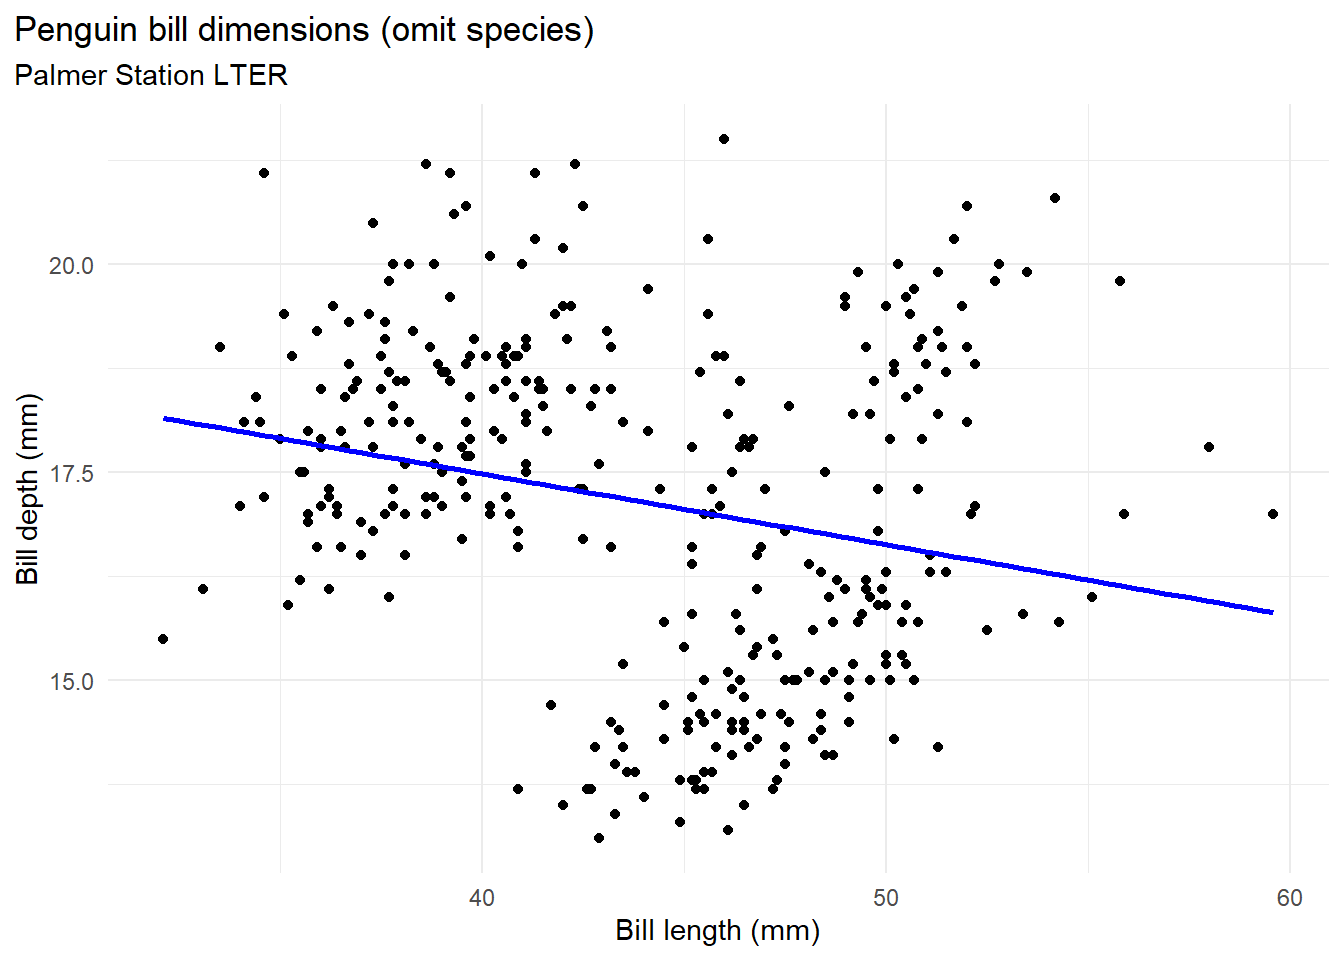 Penguin bill dimensions (omit species)
Palmer Station LTER
20.0
17.5
15.0
Bill depth (mm)
40
50
60
Bill length (mm)